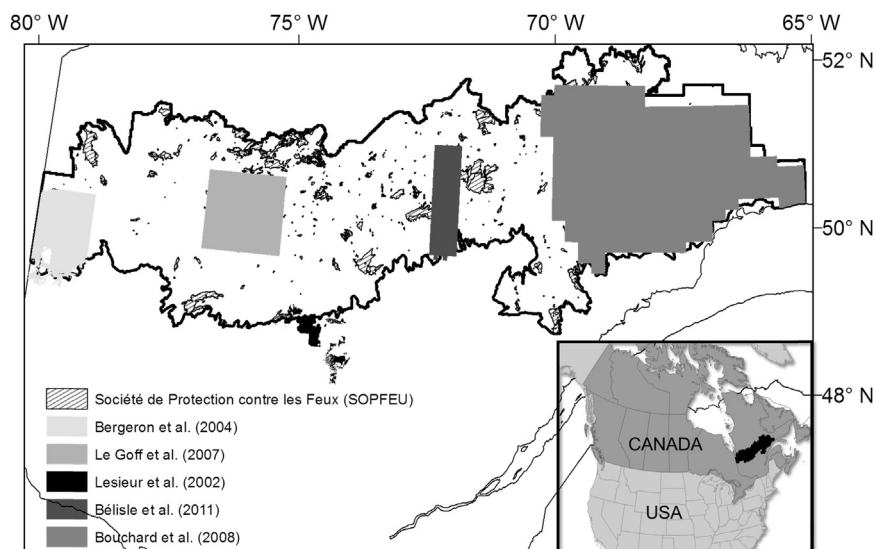 80° W
75° W
70° W
65° W
52° N
50° N
48° N
Société de Protection contre les Feux (SOPFEU)
Bergeron et al. (2004)
Le Goff et al. (2007)
Lesieur et al. (2002)
Bélisle et al. (2011)
Bouchard et al. (2008)
CANADA
USA